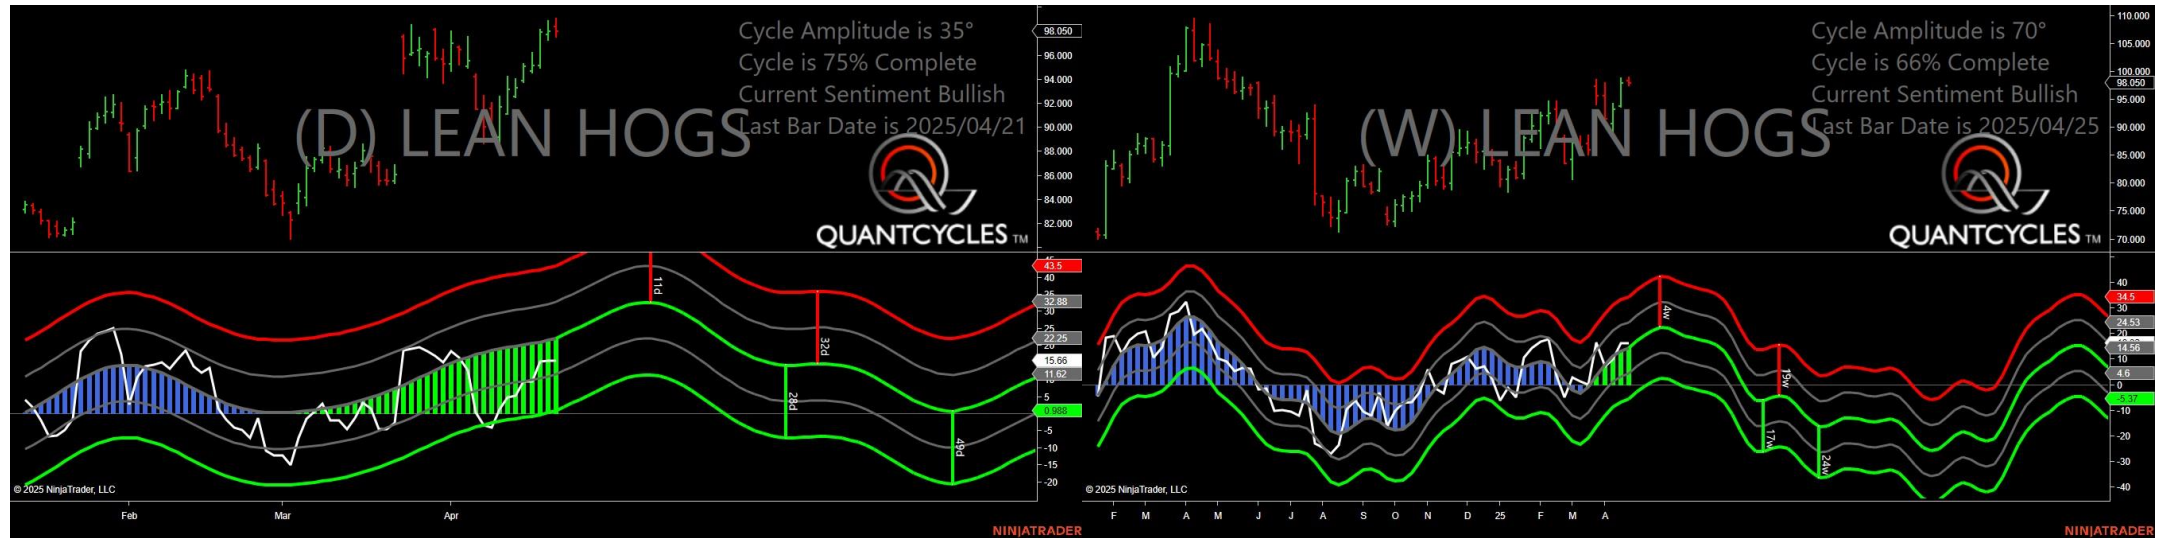 Cycle Amplitude is 35°
Cycle is 75% Complete
Current Sentiment Bullish
Last Bar Date is 2025/04/21
(D) LEAN HOGS
QUANTCYCLES TM
98.050
96.000
94.000
92.000
90.000
88.000
86.000
84.000
82.000
43.5
40
35
32.88
30
25
22.25
20
15.66
11.62
5
0.988
-5
-10
-15
-20
11d
32d
28d
49d
© 2025 NinjaTrader, LLC
Feb
Mar
Apr
NINJATRADER
Cycle Amplitude is 70°
Cycle is 66% Complete
Current Sentiment Bullish
Last Bar Date is 2025/04/25
(W) LEAN HOGS
QUANTCYCLES TM
110.000
105.000
100.000
98.050
95.000
90.000
85.000
80.000
75.000
70.000
40
34.5
30
24.53
20
14.56
10
4.6
0
-5.37
-10
-20
-30
-40
4w
19w
17w
24w
© 2025 NinjaTrader, LLC
F M A M J J A S O N D 25 F M A
NINJATRADER